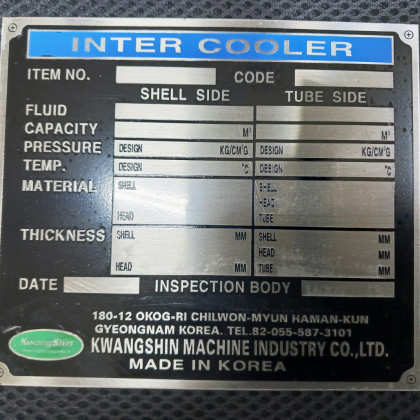 INTER COOLER
ITEM NO. CODE
SHELL SIDE TUBE SIDE
FLUID
CAPACITY M³
PRESSURE DESIGN KG/CM²G DESIGN KG/CM²G
TEMP. DESIGN °C DESIGN °C
MATERIAL SHELL SHELL
HEAD
HEAD TUBE
THICKNESS SHELL MM SHELL MM
HEAD MM
HEAD MM TUBE MM
DATE INSPECTION BODY
180-12 OKOG-RI CHILWON-MYUN HAMAN-KUN
GYEONGNAM KOREA. TEL.82-055-587-3101
KwangShin KWANGSHIN MACHINE INDUSTRY CO., LTD.
MADE IN KOREA